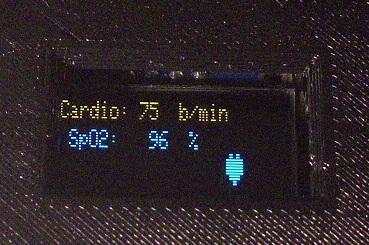 Cardio: 75 b/min
SpO2: 96 %